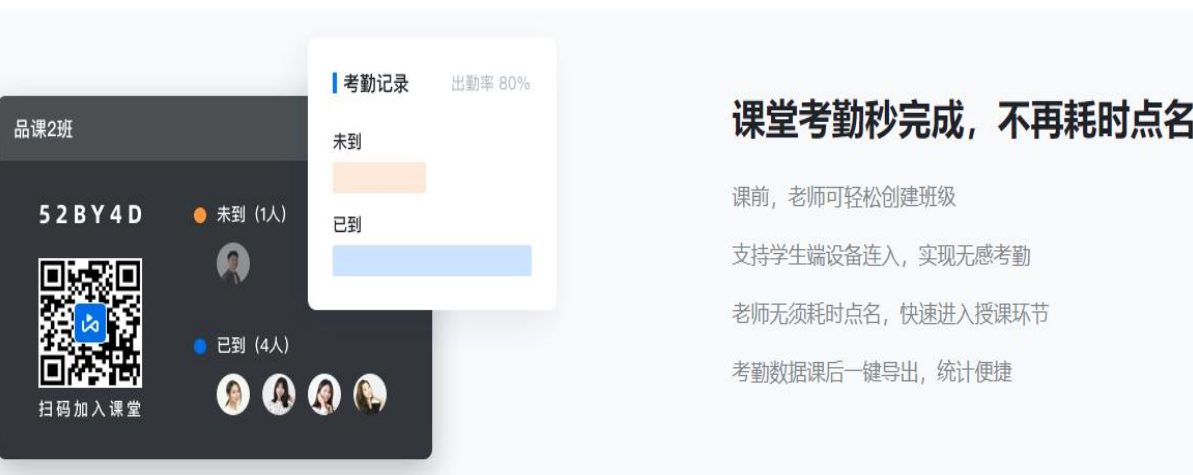 品课2班
52BY4D
扫码加入课堂
未到（1人）
已到（4人）
考勤记录
出勤率 80%
未到
已到
课堂考勤秒完成，不再耗时点名
课前，老师可轻松创建班级
支持学生端设备连入，实现无感考勤
老师无须耗时点名，快速进入授课环节
考勤数据课后一键导出，统计便捷